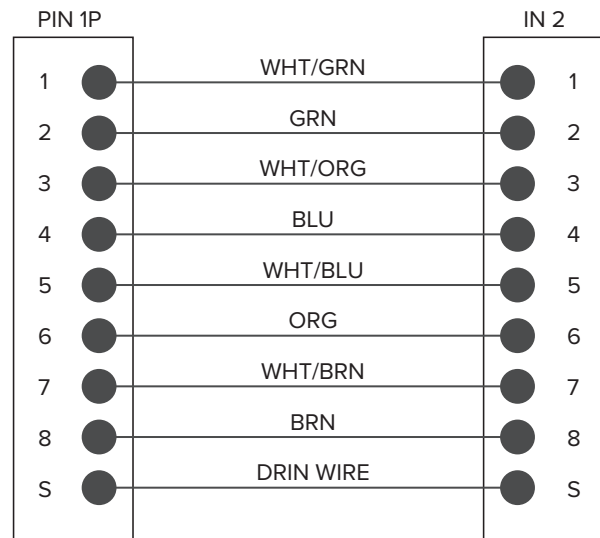 PIN 1P IN 2
1 WHT/GRN 1
2 GRN 2
3 WHT/ORG 3
4 BLU 4
5 WHT/BLU 5
6 ORG 6
7 WHT/BRN 7
8 BRN 8
S DRIN WIRE S